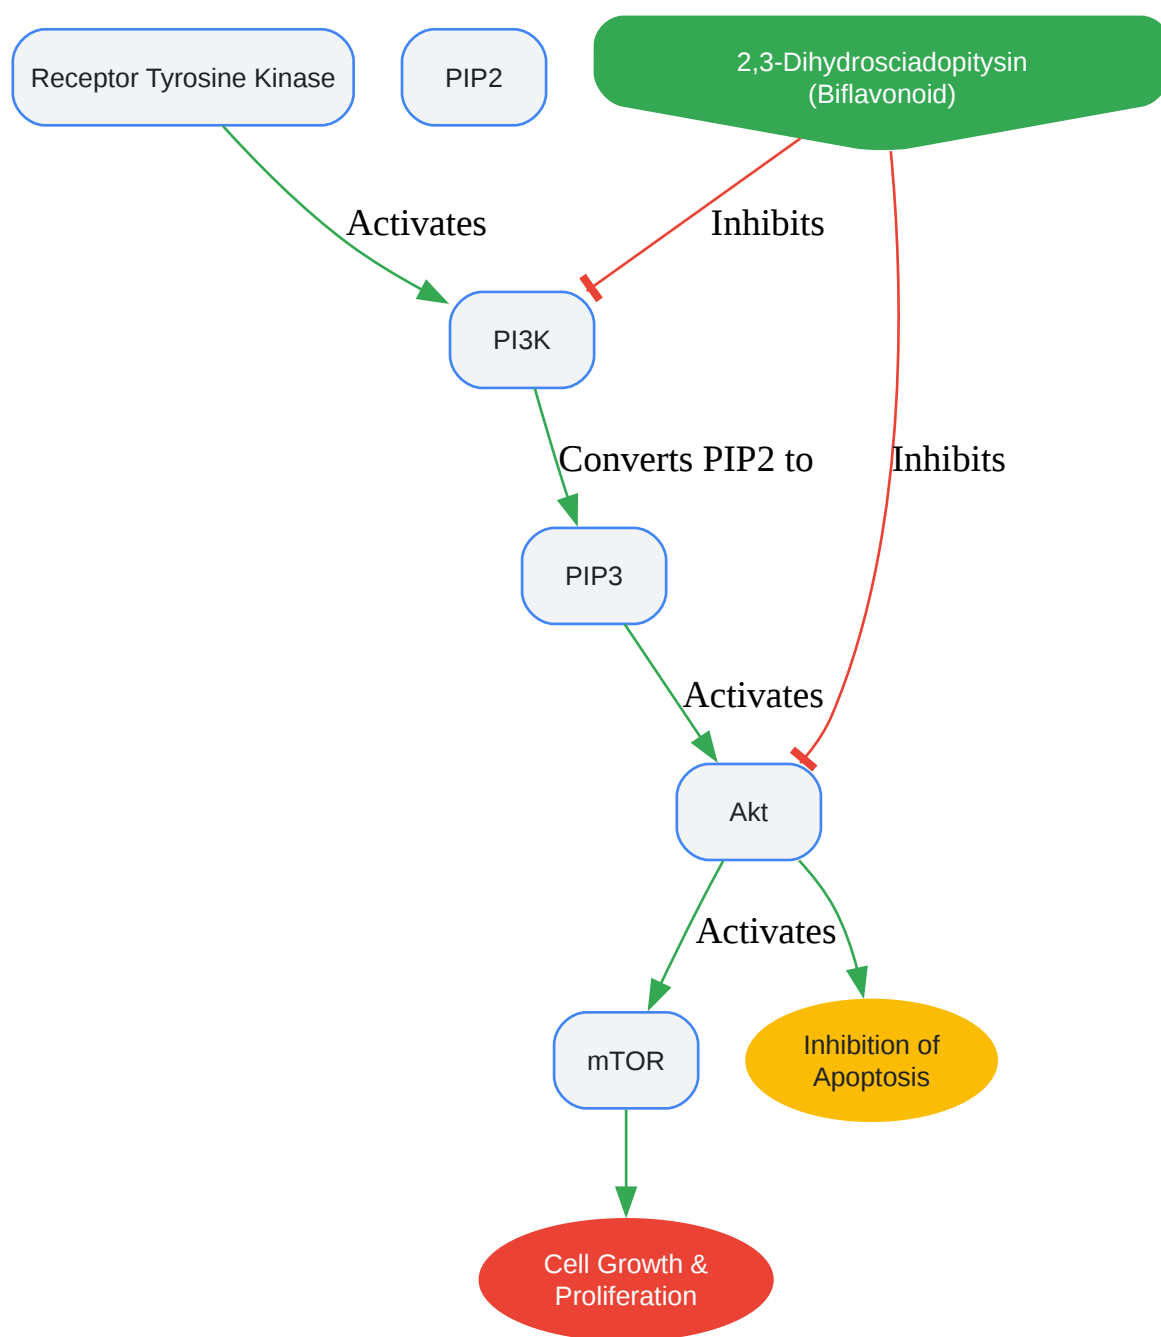 Receptor Tyrosine Kinase
PIP2
2,3-Dihydrosciadopitysin
(Biflavonoid)
Activates
Inhibits
PI3K
Converts PIP2 to
Inhibits
PIP3
Activates
Akt
Activates
mTOR
Inhibition of
Apoptosis
Cell Growth &
Proliferation